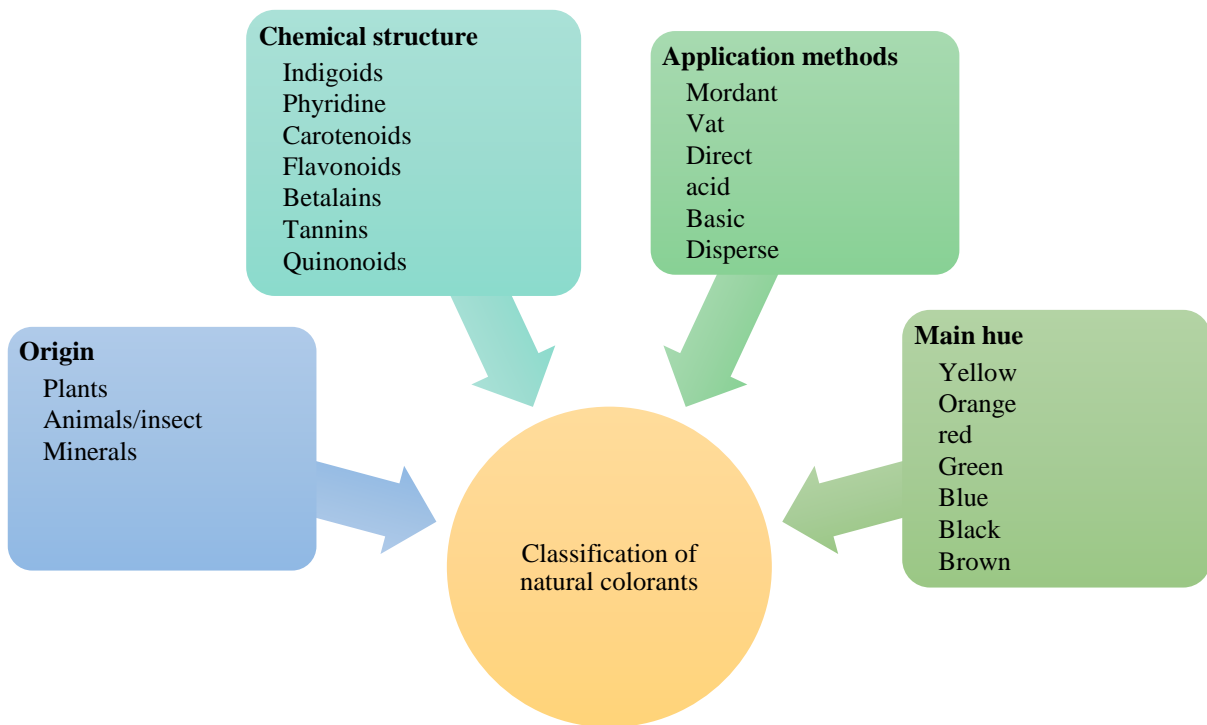 Chemical structure
Indigoids
Phyridine
Carotenoids
Flavonoids
Betalains
Tannins
Quinonoids
Application methods
Mordant
Vat
Direct
acid
Basic
Disperse
Origin
Plants
Animals/insect
Minerals
Main hue
Yellow
Orange
red
Green
Blue
Black
Brown
Classification of
natural colorants